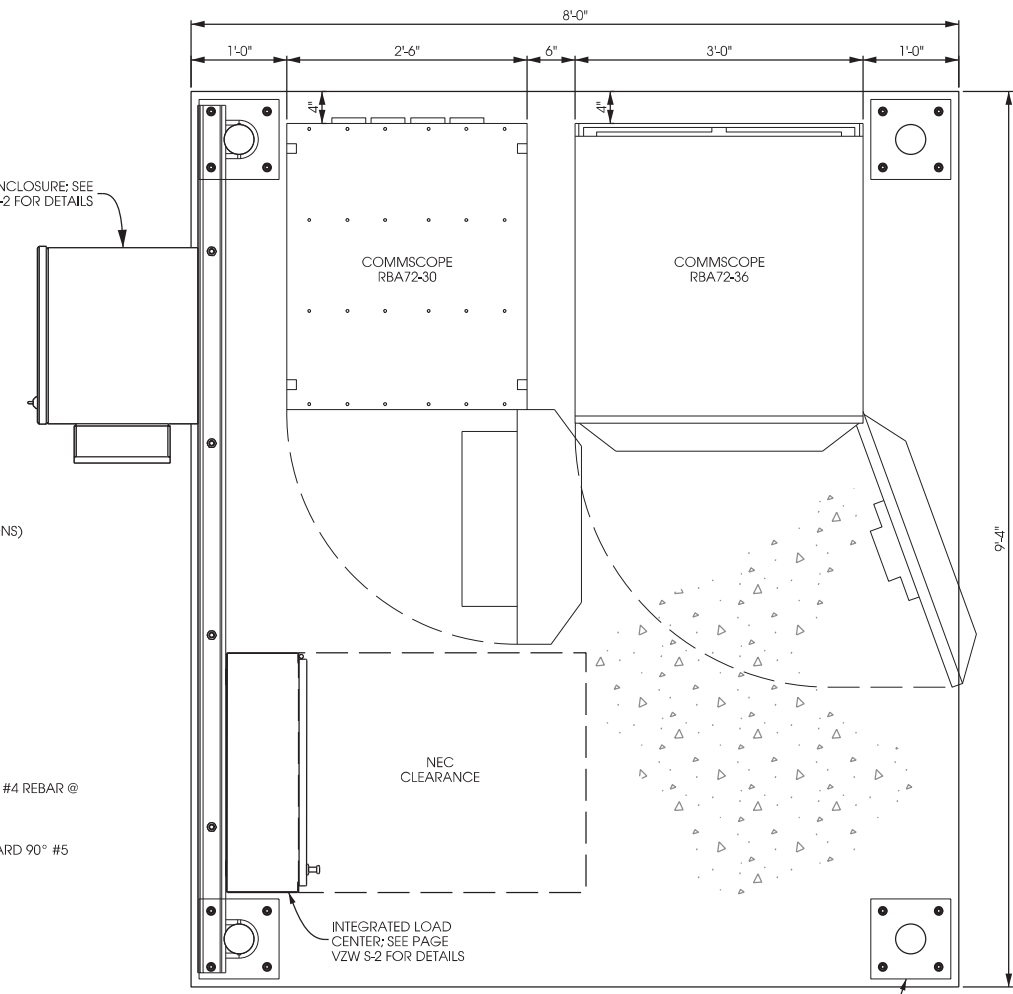 8'-0"
1'-0"
2'-6"
6"
3'-0"
1'-0"
4"
4"
NCLOSURE; SEE
-2 FOR DETAILS
COMMSCOPE
RBA72-30
COMMSCOPE
RBA72-36
NS)
9'-4"
#4 REBAR @
ARD 90° #5
NEC
CLEARANCE
INTEGRATED LOAD
CENTER; SEE PAGE
VZW S-2 FOR DETAILS